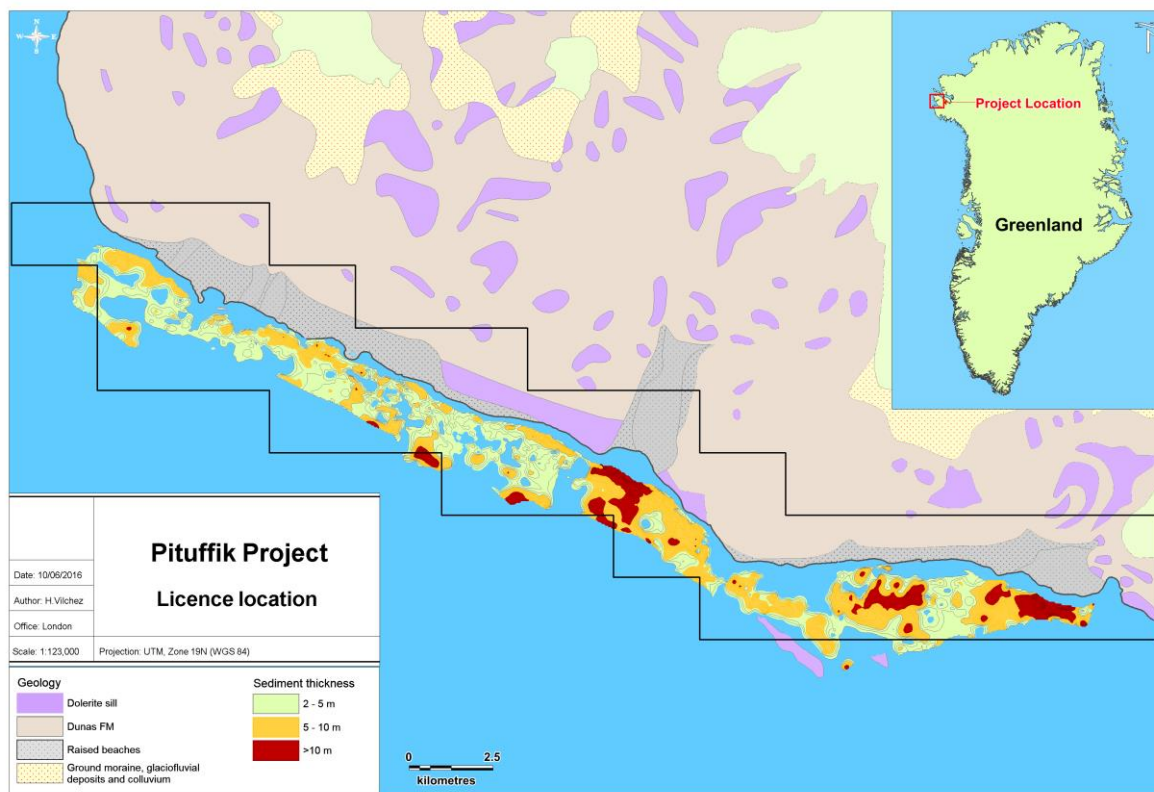 N
W
E
S
Project Location
Greenland
Pituffik Project
Licence location
Date: 10/06/2016
Author: H.Vilchez
Office: London
Scale: 1:123,000
Projection: UTM, Zone 19N (WGS 84)
Geology
Dolerite sill
Dunas FM
Raised beaches
Ground moraine, glaciofluvial
deposits and colluvium
Sediment thickness
2 - 5 m
5 - 10 m
>10 m
0
2.5
kilometres